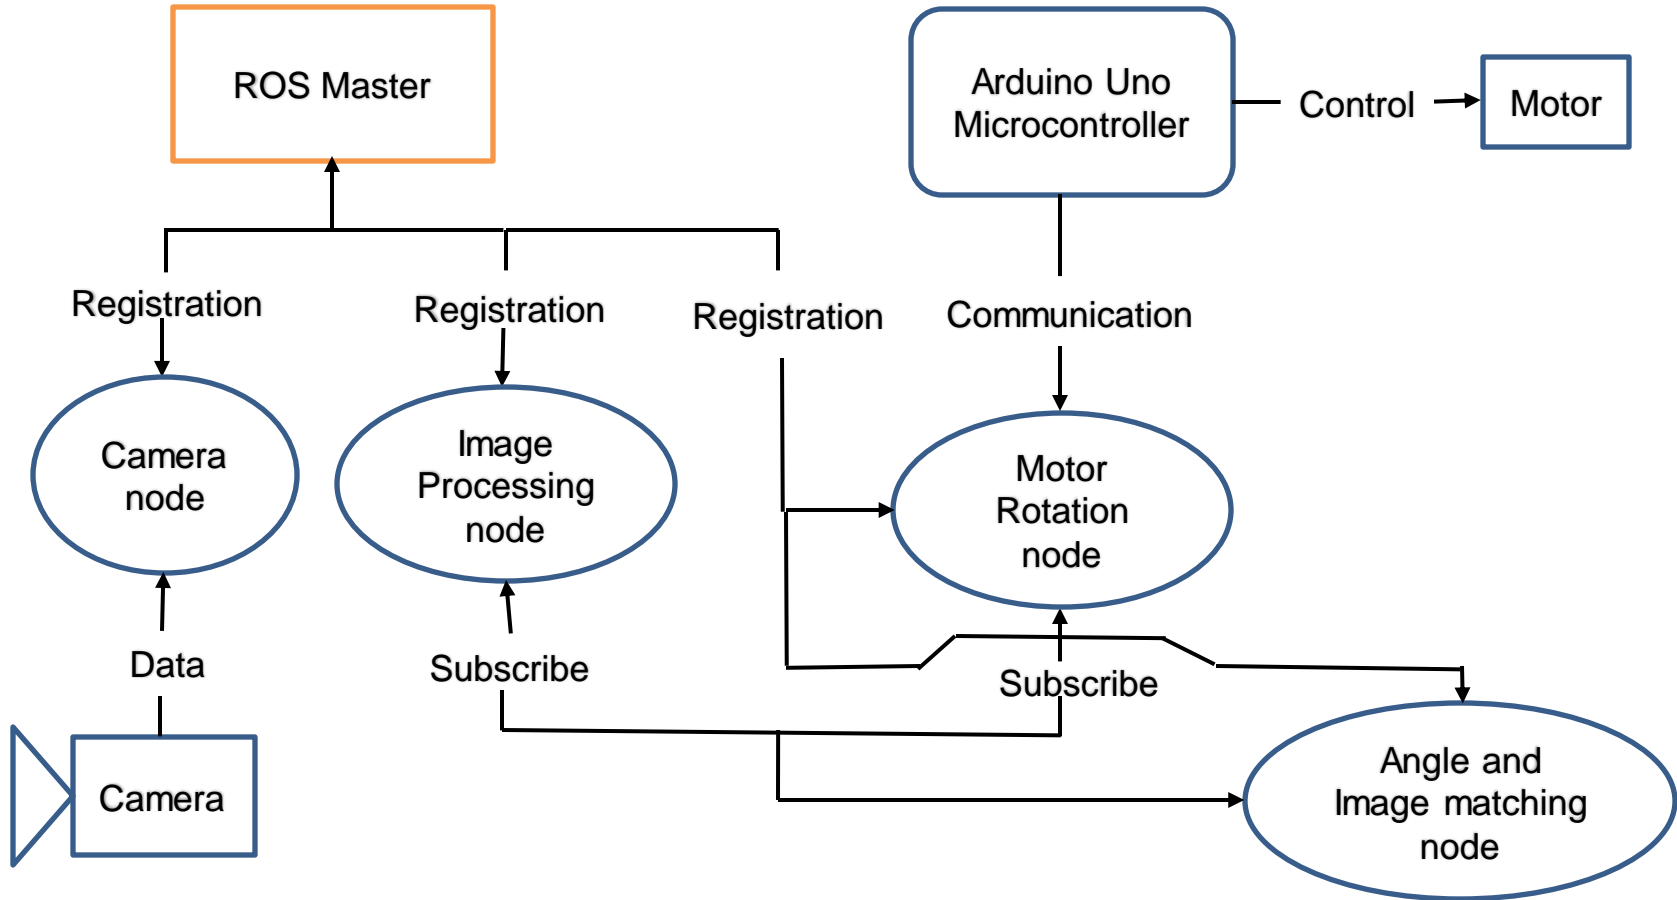 ROS Master
Arduino Uno
Microcontroller
Control
Motor
Registration
Registration
Registration
Communication
Camera
node
Image
Processing
node
Motor
Rotation
node
Data
Subscribe
Subscribe
Camera
Angle and
Image matching
node